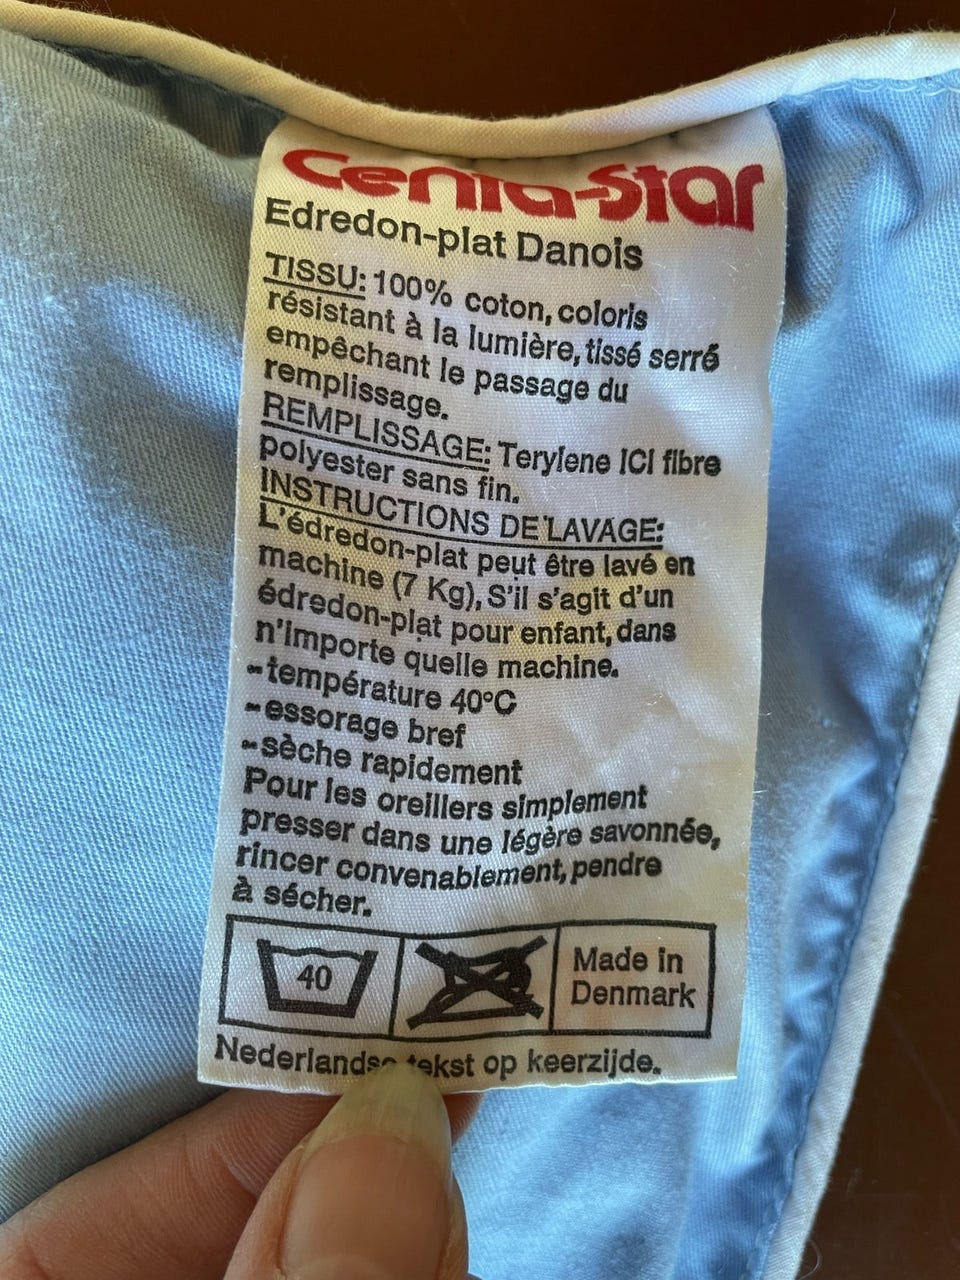 Centa-Star
Edredon-plat Danois
TISSU: 100% coton, coloris
résistant à la lumière, tissé serré
empêchant le passage du
remplissage.
REMPLISSAGE: Terylene ICI fibre
polyester sans fin.
INSTRUCTIONS DE LAVAGE:
L'édredon-plat peut être lavé en
machine (7 Kg), S'il s'agit d'un
édredon-plat pour enfant, dans
n'importe quelle machine.
-température 40°C
-essorage bref
-sèche rapidement
Pour les oreillers simplement
presser dans une légère savonnée,
rincer convenablement, pendre
à sécher.
40
Made in
Denmark
Nederlandse tekst op keerzijde.